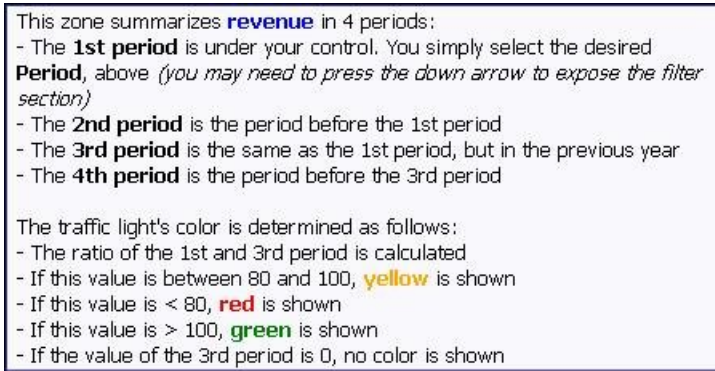 This zone summarizes revenue in 4 periods:
- The 1st period is under your control. You simply select the desired
Period, above (you may need to press the down arrow to expose the filter
section)
- The 2nd period is the period before the 1st period
- The 3rd period is the same as the 1st period, but in the previous year
- The 4th period is the period before the 3rd period
The traffic light's color is determined as follows:
- The ratio of the 1st and 3rd period is calculated
- If this value is between 80 and 100, yellow is shown
- If this value is < 80, red is shown
- If this value is > 100, green is shown
- If the value of the 3rd period is 0, no color is shown